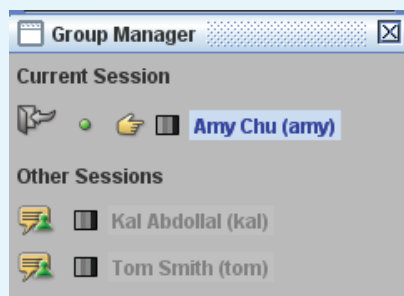 Group Manager
Current Session
Amy Chu (amy)
Other Sessions
Kal Abdollal (kal)
Tom Smith (tom)